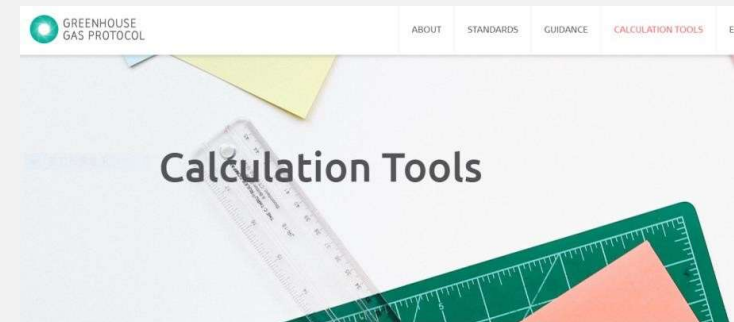 GREENHOUSE
GAS PROTOCOL
ABOUT STANDARDS GUIDANCE CALCULATION TOOLS
Calculation Tools